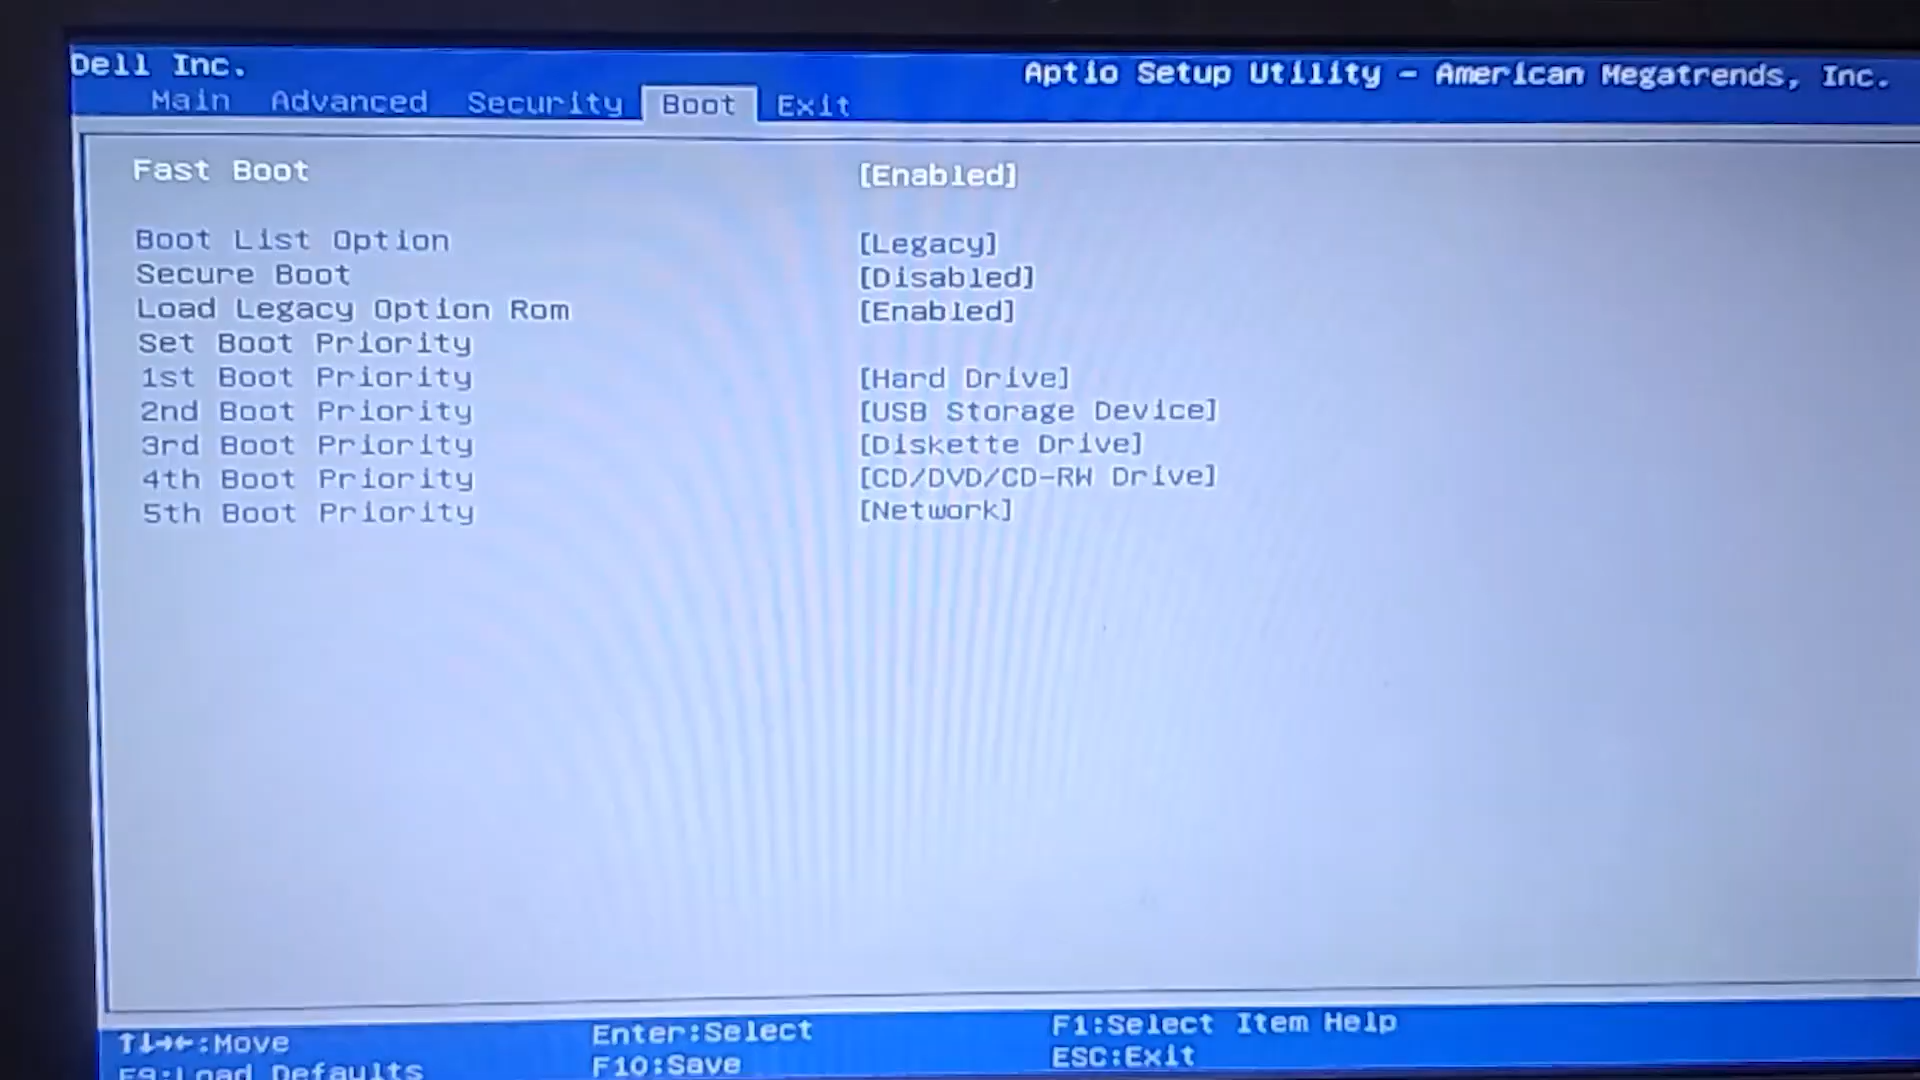 Dell Inc.
Aptio Setup Utility - American Megatrends, Inc.
Main Advanced Security Boot Exit
Fast Boot [Enabled]
Boot List Option [Legacy]
Secure Boot [Disabled]
Load Legacy Option Rom [Enabled]
Set Boot Priority
1st Boot Priority [Hard Drive]
2nd Boot Priority [USB Storage Device]
3rd Boot Priority [Diskette Drive]
4th Boot Priority [CD/DVD/CD-RW Drive]
5th Boot Priority [Network]
↑↓→←:Move Enter:Select F1:Select Item Help
F9:Load Defaults F10:Save ESC:Exit